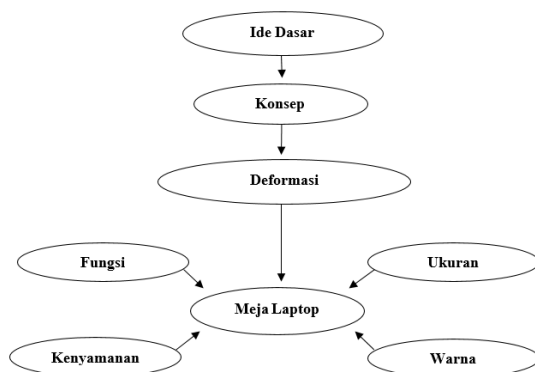 Ide Dasar
Konsep
Deformasi
Fungsi
Ukuran
Meja Laptop
Kenyamanan
Warna